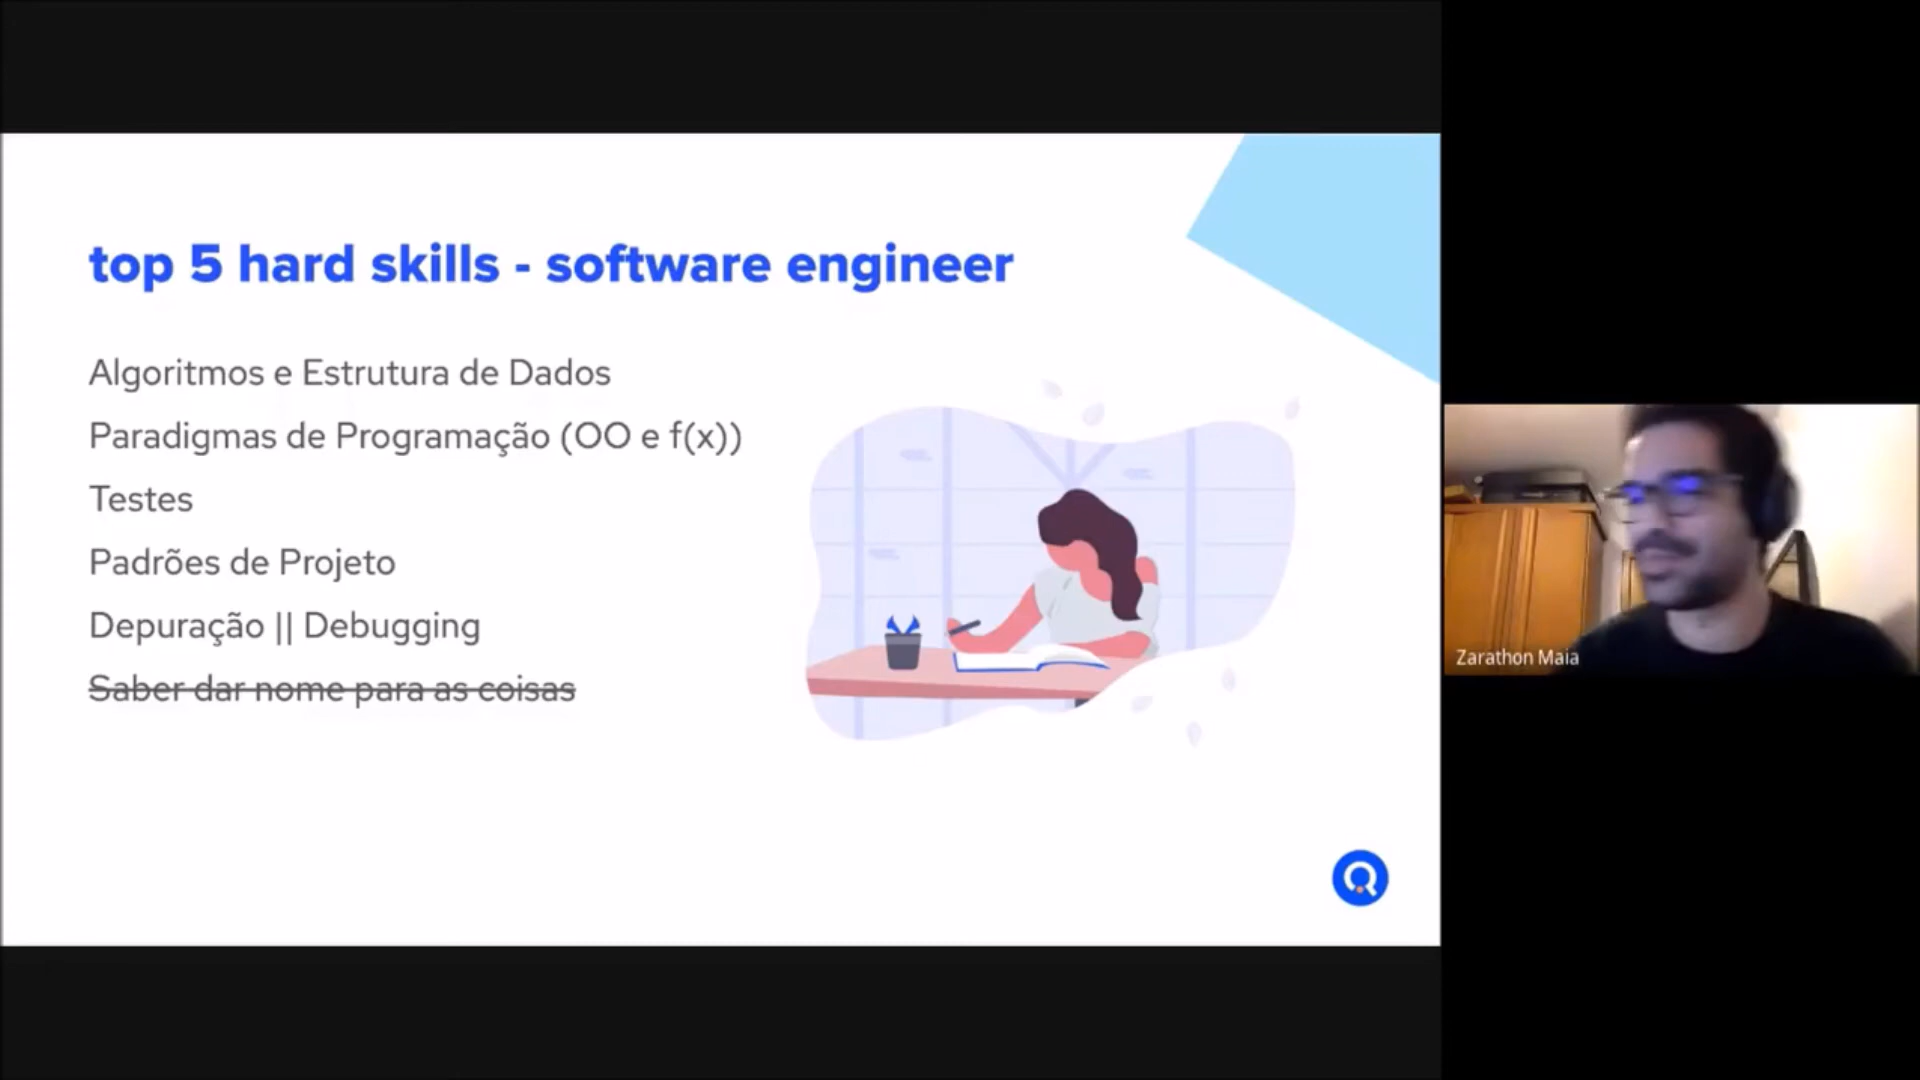 top 5 hard skills - software engineer
Algoritmos e Estrutura de Dados
Paradigmas de Programação (OO e f(x))
Testes
Padrões de Projeto
Depuração || Debugging
Saber dar nome para as coisas
Zarathon Maia